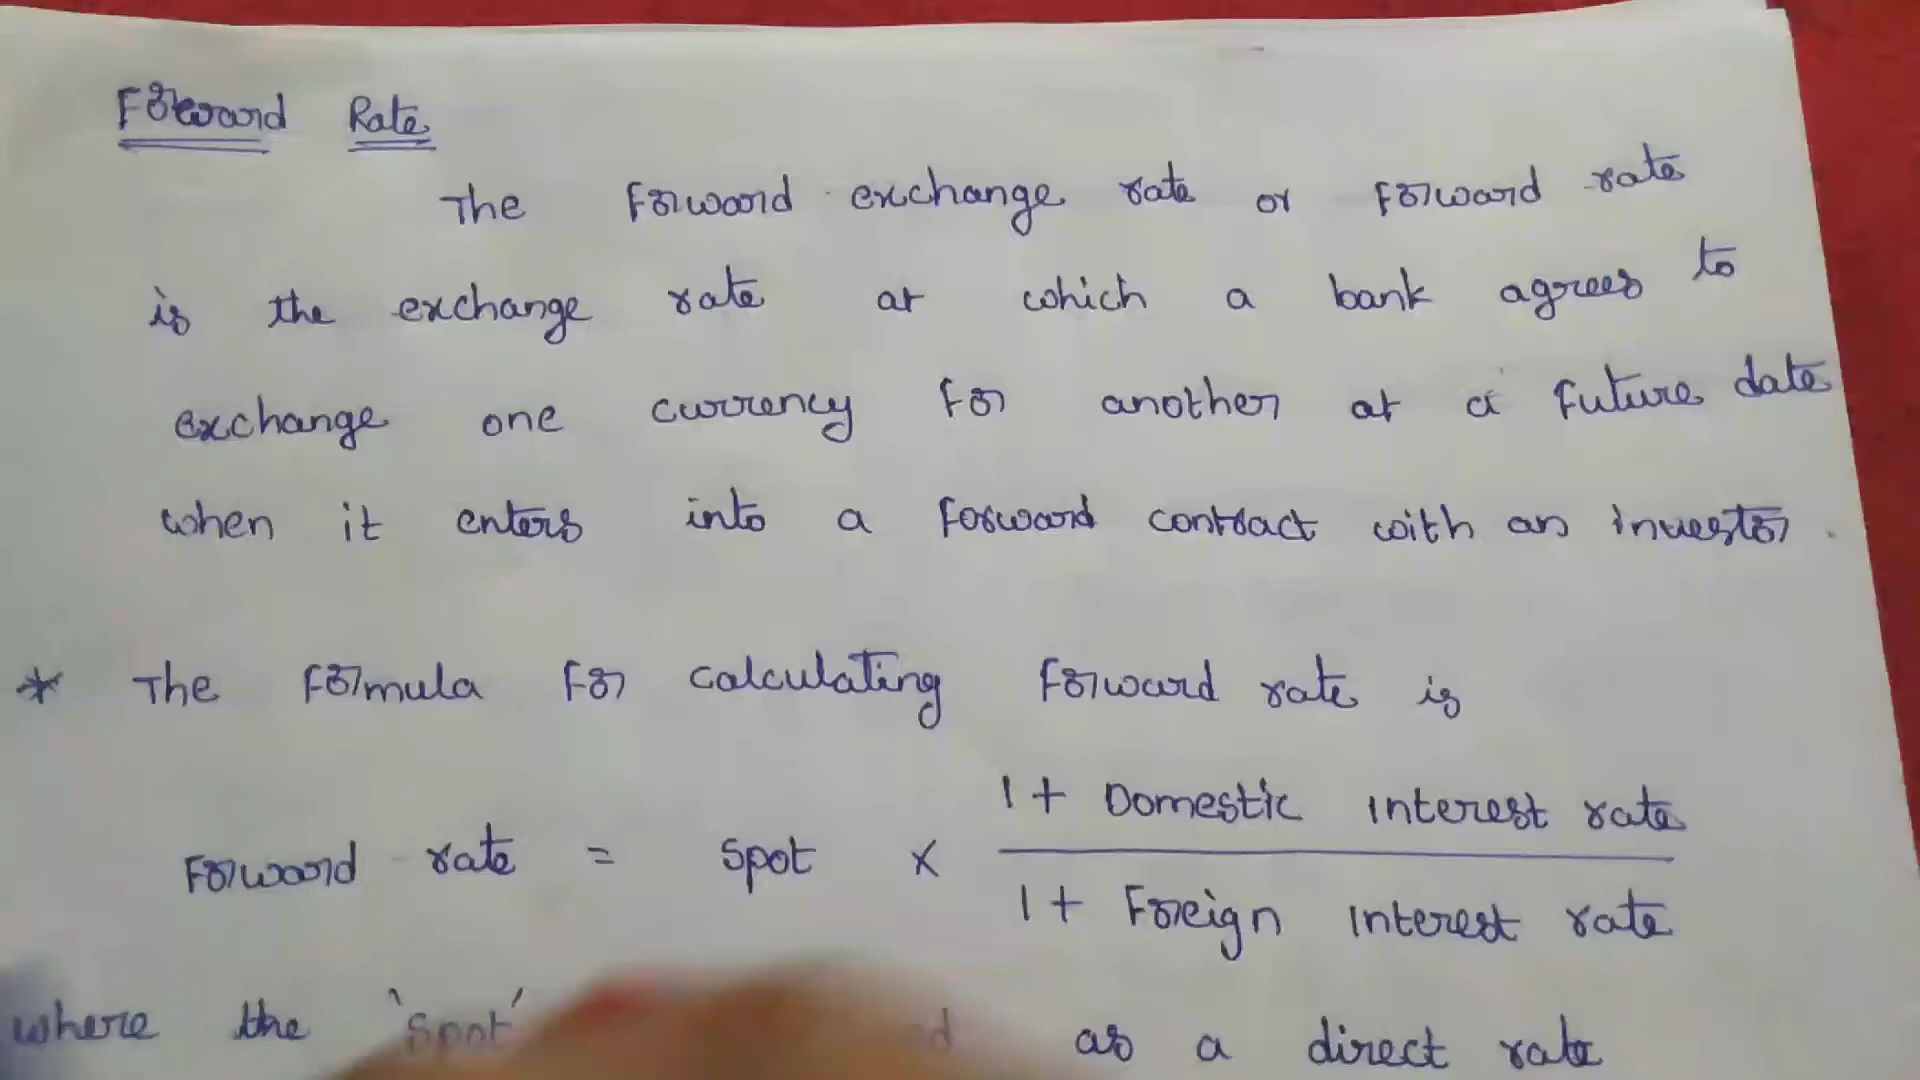 Forward Rate
The forward exchange rate or forward rate
is the exchange rate at which a bank agrees to
exchange one currency for another at a future date
when it enters into a forward contract with an investor.
* The formula for calculating forward rate is
Forward rate = spot × 1 + Domestic interest rate
1 + Foreign interest rate
where the 'spot' as a direct rate